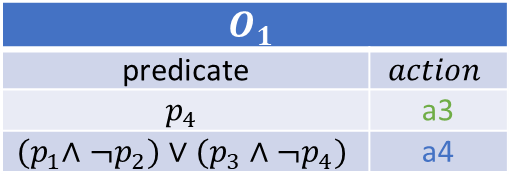 O₁
predicate action
p₄ a3
(p₁∧ ¬p₂) ∨ (p₃ ∧ ¬p₄) a4